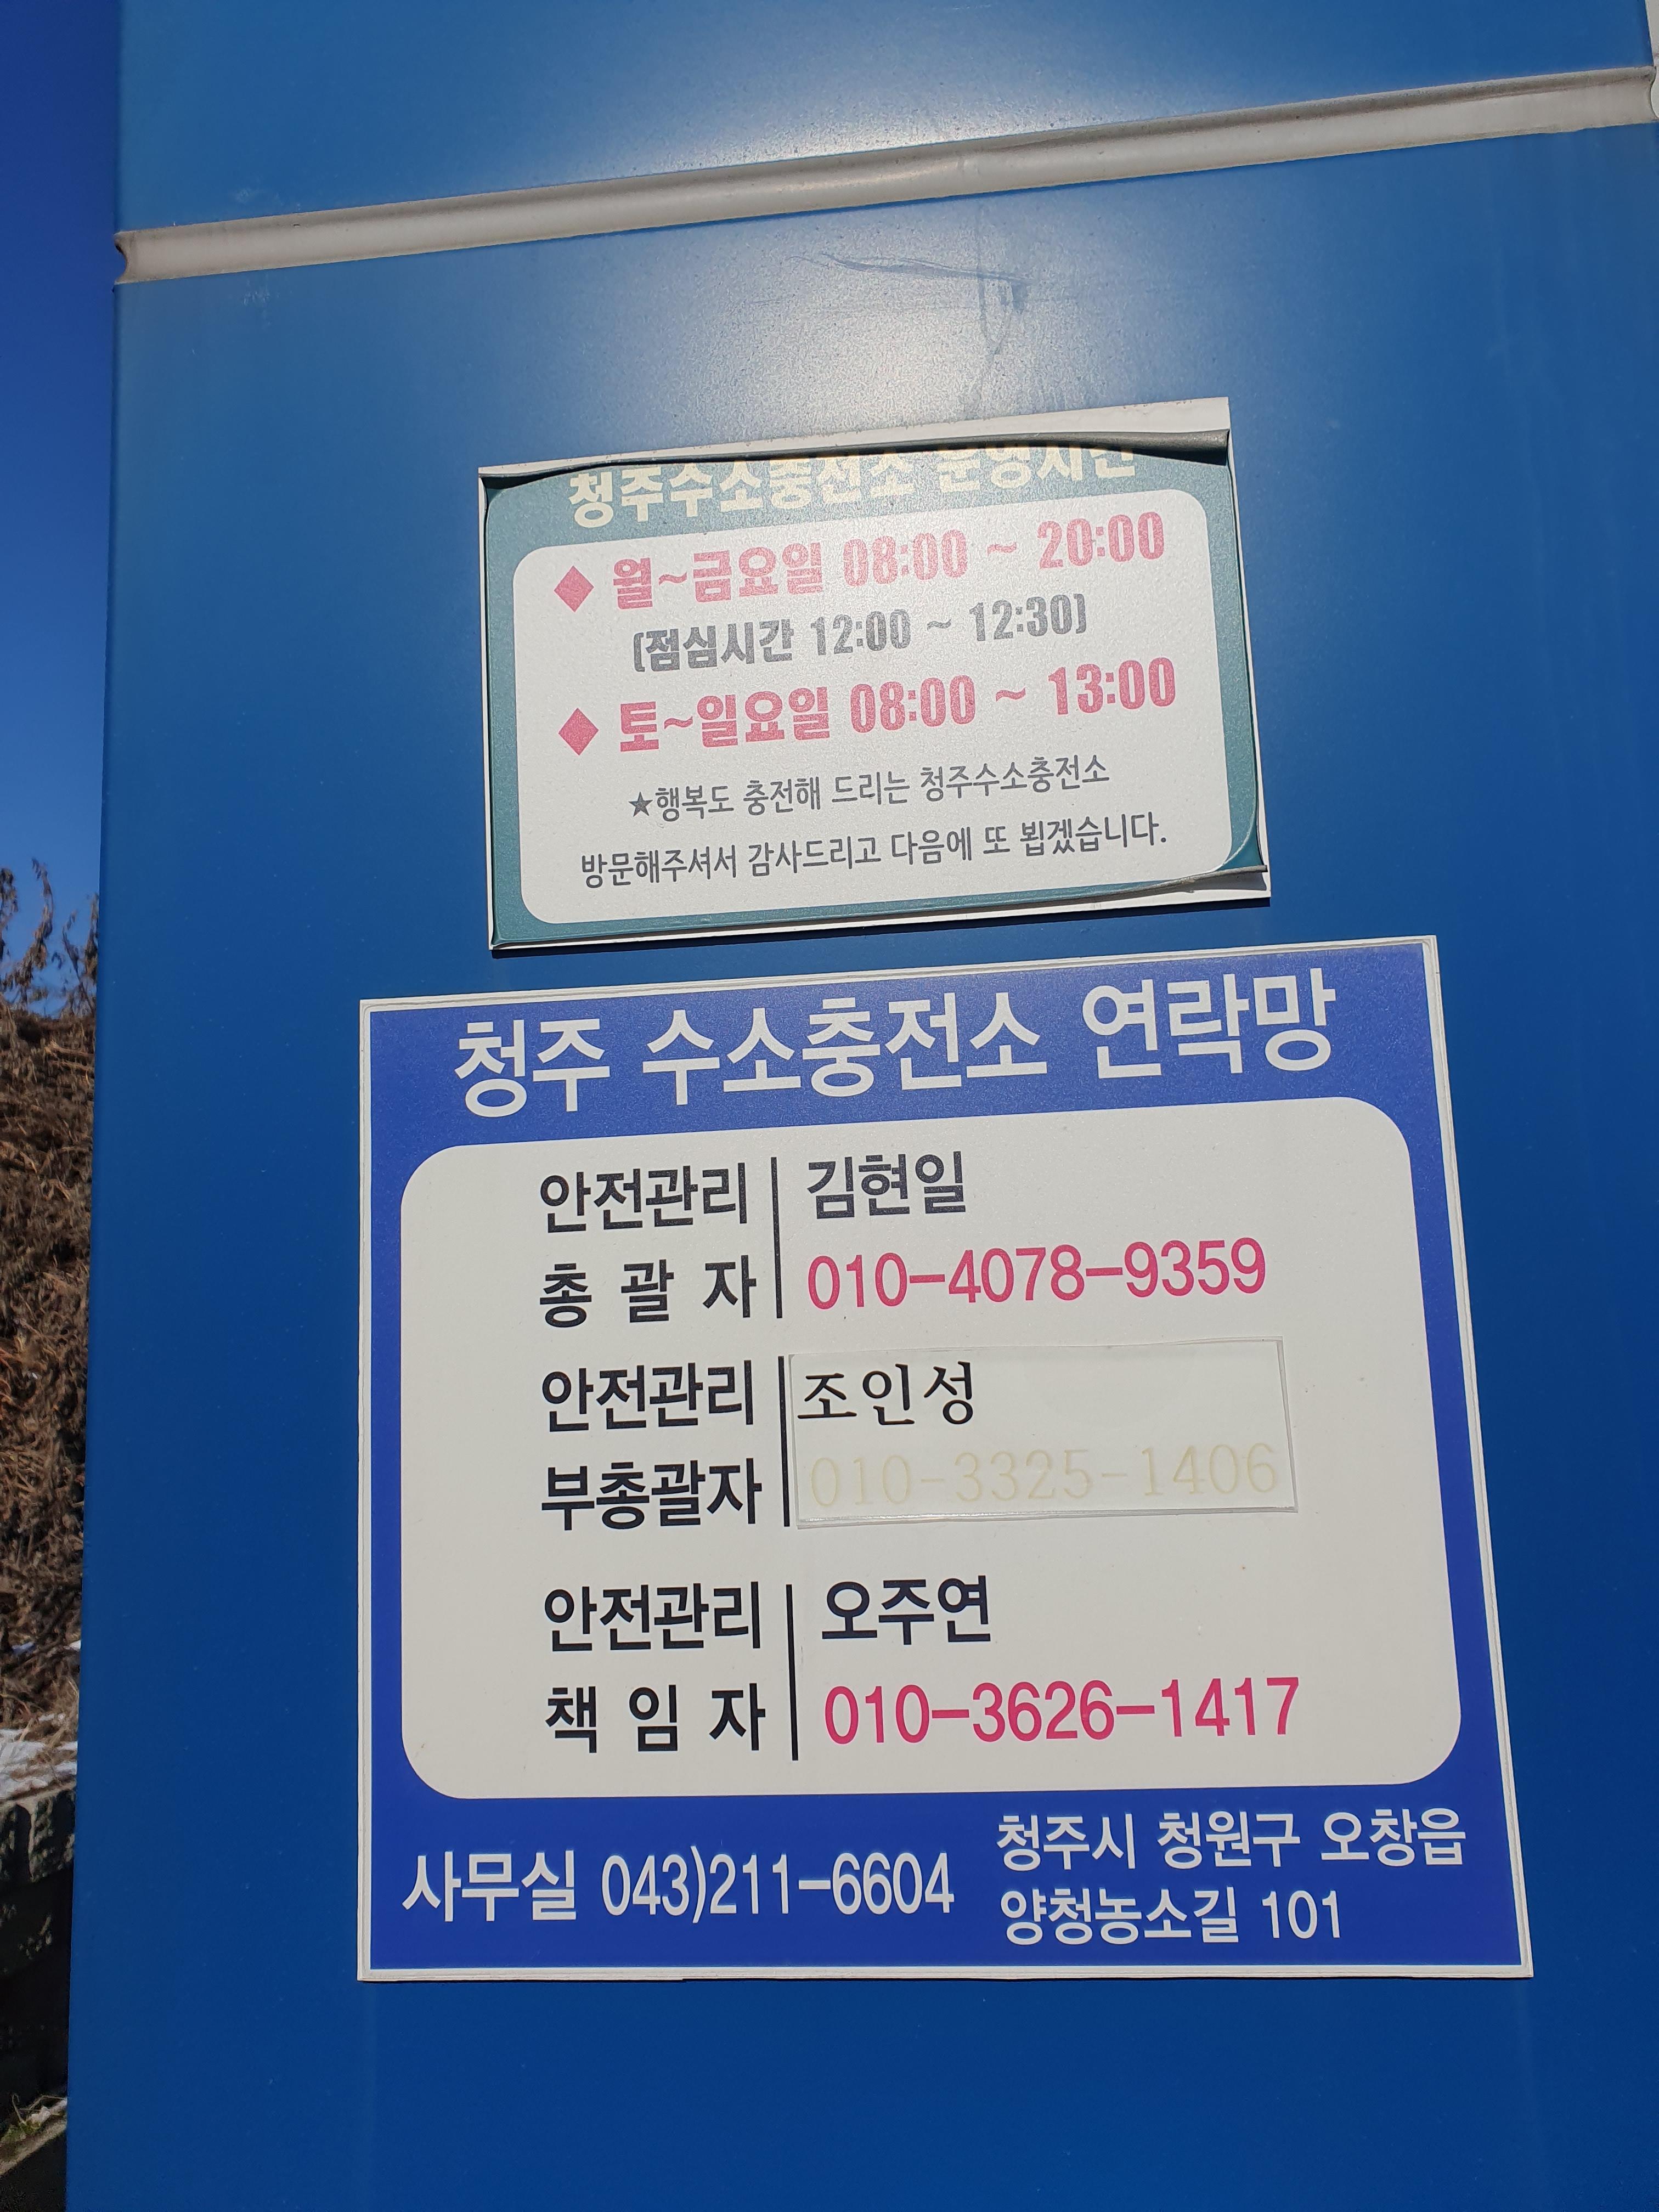 청주수소충전소 운영시간
◆ 월~금요일 08:00 ~ 20:00
(점심시간 12:00 ~ 12:30)
◆ 토~일요일 08:00 ~ 13:00
★행복도 충전해 드리는 청주수소충전소
방문해주셔서 감사드리고 다음에 또 뵙겠습니다.
청주 수소충전소 연락망
안전관리 김현일
총 괄 자 010-4078-9359
안전관리 조인성
부총괄자 010-3325-1406
안전관리 오주연
책 임 자 010-3626-1417
사무실 043)211-6604
청주시 청원구 오창읍
양청농소길 101